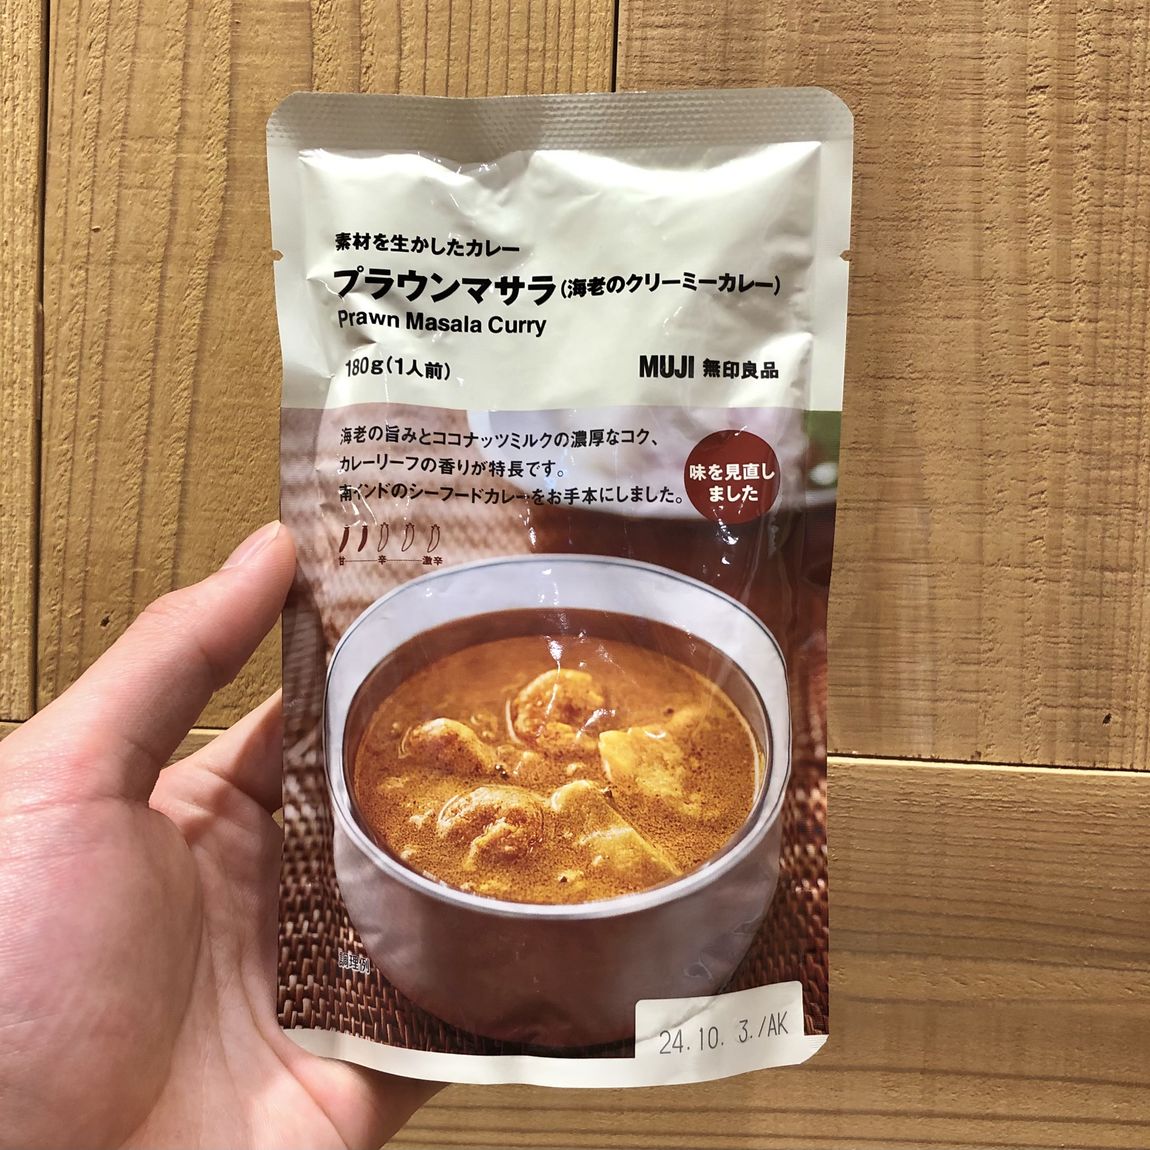 素材を生かしたカレー
プラウンマサラ(海老のクリーミーカレー)
Prawn Masala Curry
180g(1人前)
MUJI 無印良品
海老の旨みとココナッツミルクの濃厚なコク、
カレーリーフの香りが特長です。
南インドのシーフードカレーをお手本にしました。
味を見直し
ました
甘 辛 激辛
調理例
24.10. 3./AK